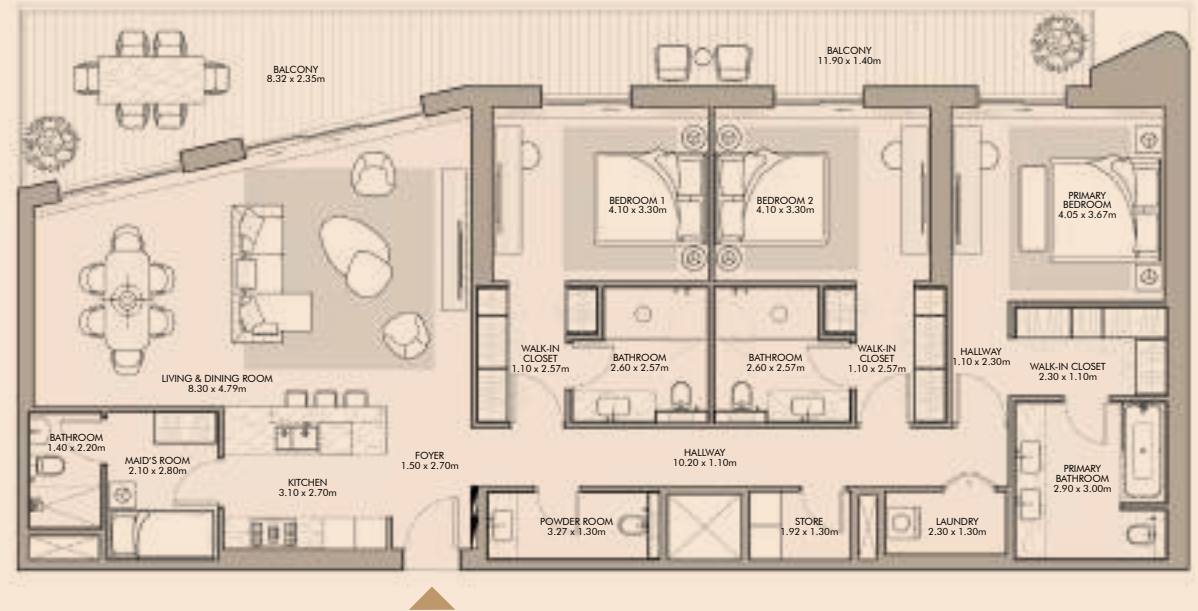 BALCONY
8.32 x 2.35m
BALCONY
11.90 x 1.40m
BEDROOM 1
4.10 x 3.30m
BEDROOM 2
4.10 x 3.30m
PRIMARY
BEDROOM
4.05 x 3.67m
LIVING & DINING ROOM
8.30 x 4.79m
WALK-IN
CLOSET
1.10 x 2.57m
BATHROOM
2.60 x 2.57m
BATHROOM
2.60 x 2.57m
WALK-IN
CLOSET
1.10 x 2.57m
HALLWAY
1.10 x 2.30m
WALK-IN CLOSET
2.30 x 1.10m
BATHROOM
1.40 x 2.20m
MAID'S ROOM
2.10 x 2.80m
KITCHEN
3.10 x 2.70m
FOYER
1.50 x 2.70m
HALLWAY
10.20 x 1.10m
PRIMARY
BATHROOM
2.90 x 3.00m
POWDER ROOM
3.27 x 1.30m
STORE
1.92 x 1.30m
LAUNDRY
2.30 x 1.30m